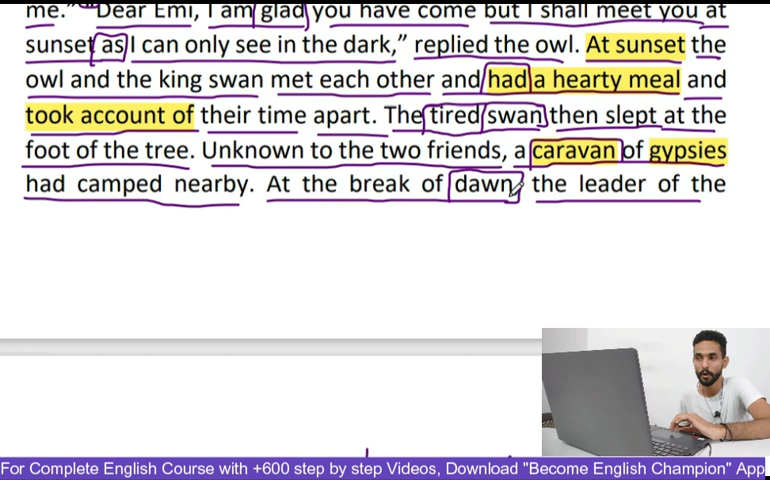 me." Dear Emi, I am glad you have come but I shall meet you at
sunset as I can only see in the dark," replied the owl. At sunset the
owl and the king swan met each other and had a hearty meal and
took account of their time apart. The tired swan then slept at the
foot of the tree. Unknown to the two friends, a caravan of gypsies
had camped nearby. At the break of dawn, the leader of the
For Complete English Course with +600 step by step Videos, Download "Become English Champion" App